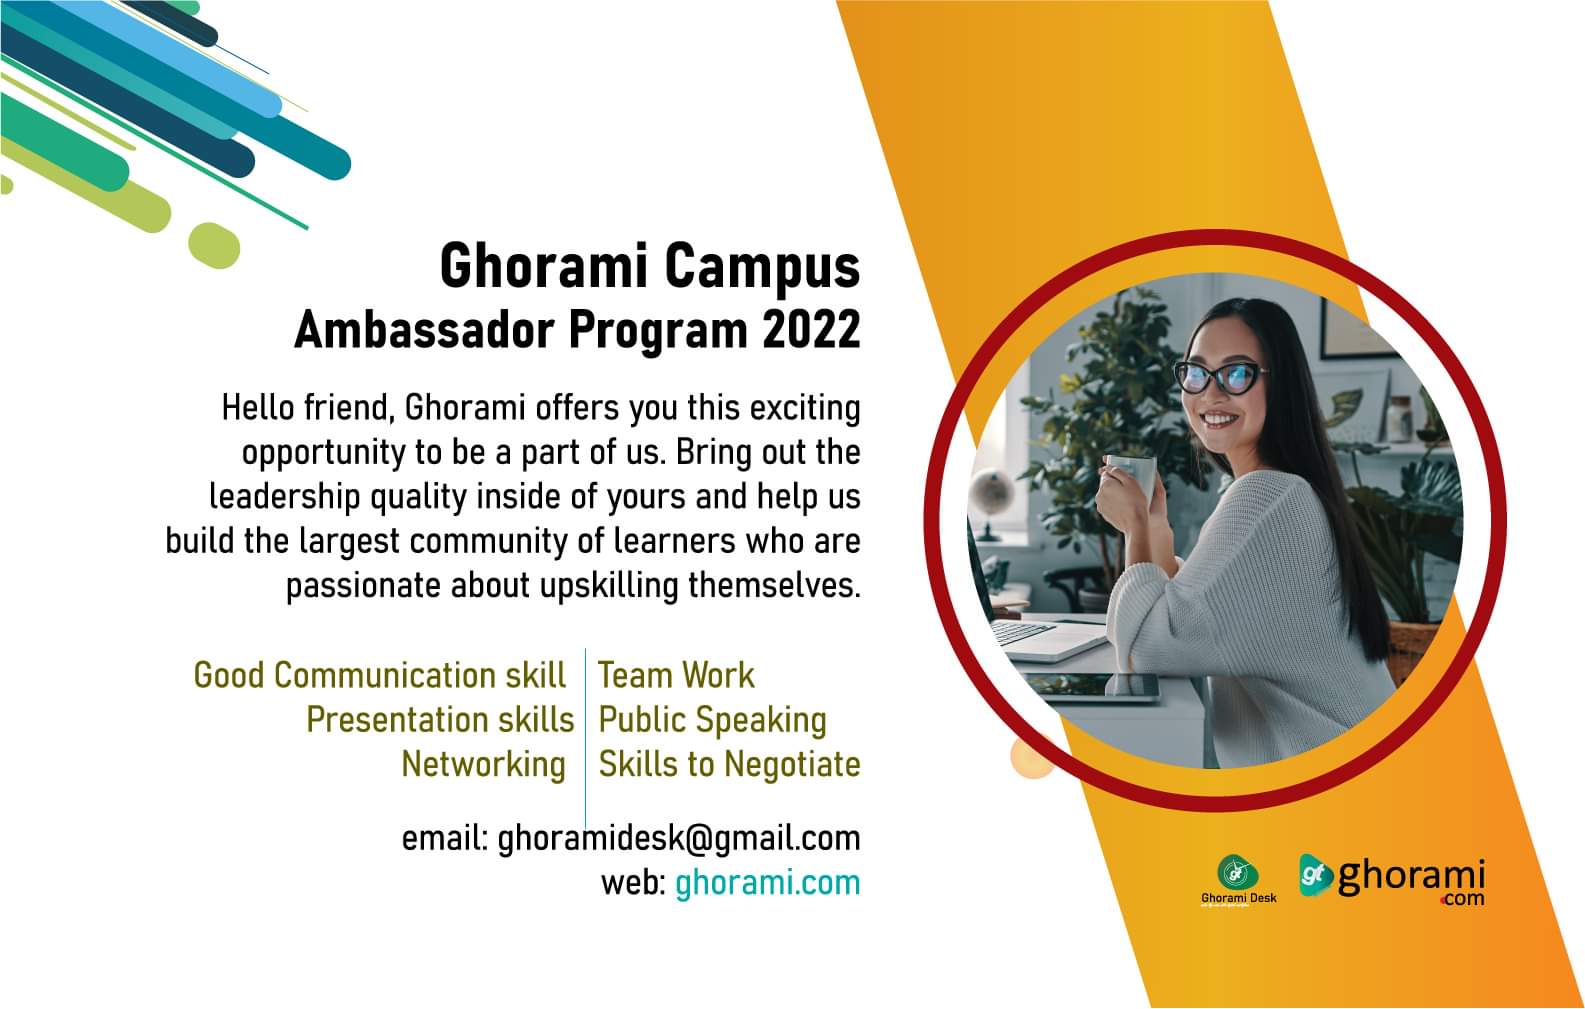 Ghorami Campus
Ambassador Program 2022
Hello friend, Ghorami offers you this exciting
opportunity to be a part of us. Bring out the
leadership quality inside of yours and help us
build the largest community of learners who are
passionate about upskilling themselves.
Good Communication skill
Presentation skills
Networking
Team Work
Public Speaking
Skills to Negotiate
email: ghoramidesk@gmail.com
web: ghorami.com
gt
Ghorami Desk
gt ghorami
.com